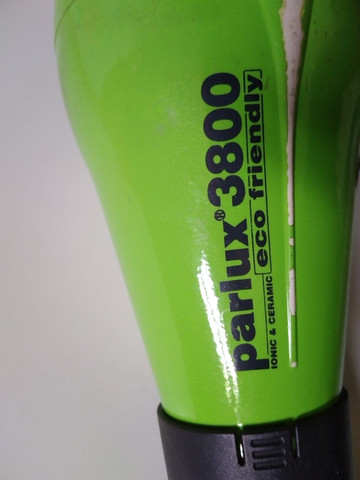 parlux® 3800
IONIC & CERAMIC eco friendly